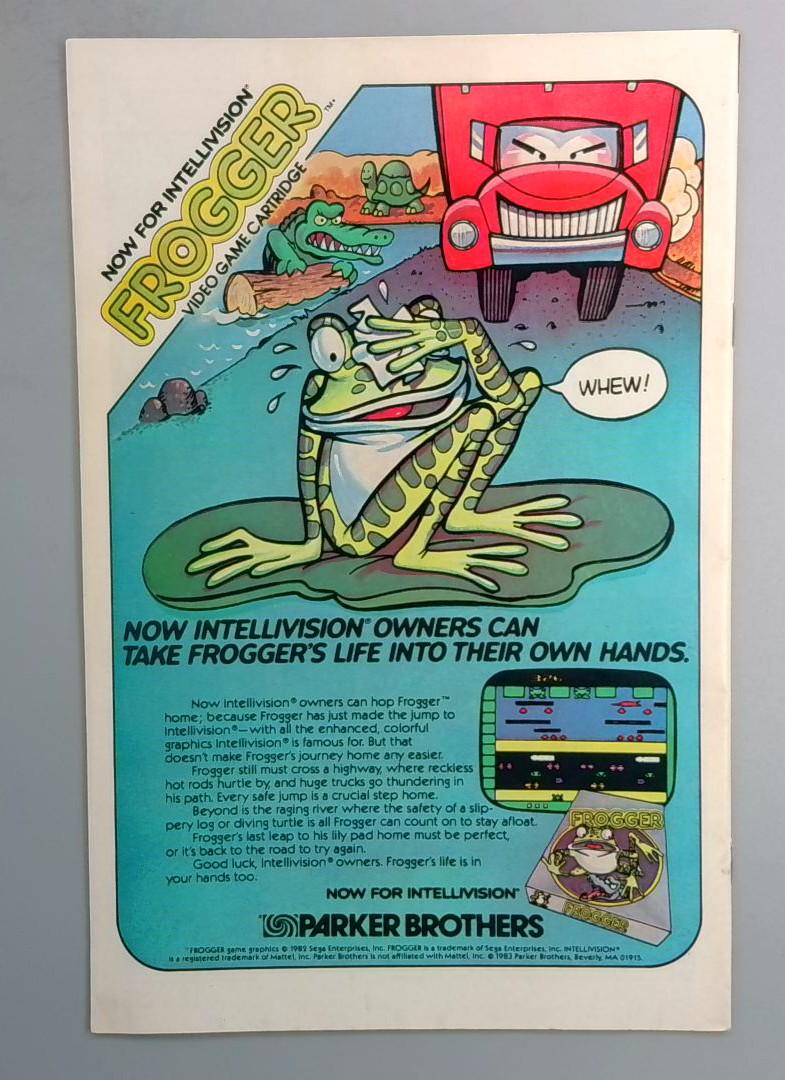 NOW FOR INTELLIVISION®
FROGGER™
VIDEO GAME CARTRIDGE
WHEW!
NOW INTELLIVISION® OWNERS CAN
TAKE FROGGER'S LIFE INTO THEIR OWN HANDS.
Now Intellivision® owners can hop Frogger™
home; because Frogger has just made the jump to
Intellivision®—with all the enhanced, colorful
graphics Intellivision® is famous for. But that
doesn't make Frogger's journey home any easier.
Frogger still must cross a highway, where reckless
hot rods hurtle by, and huge trucks go thundering in
his path. Every safe jump is a crucial step home.
Beyond is the raging river where the safety of a slip-
pery log or diving turtle is all Frogger can count on to stay afloat.
Frogger's last leap to his lily pad home must be perfect,
or it's back to the road to try again.
Good luck, Intellivision® owners. Frogger's life is in
your hands too.
FROGGER
FROGGER
NOW FOR INTELLIVISION®
PARKER BROTHERS
"FROGGER game graphics © 1982 Sega Enterprises, Inc. FROGGER is a trademark of Sega Enterprises, Inc. INTELLIVISION®
is a registered trademark of Mattel, Inc. Parker Brothers is not affiliated with Mattel, Inc. © 1983 Parker Brothers, Beverly, MA 01915.